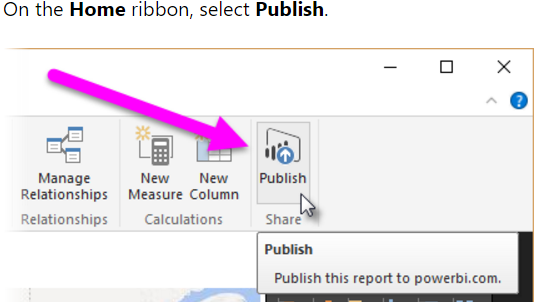 On the Home ribbon, select Publish.
?
Manage New New Publish
Relationships Measure Column
Relationships Calculations Share
Publish
Publish this report to powerbi.com.